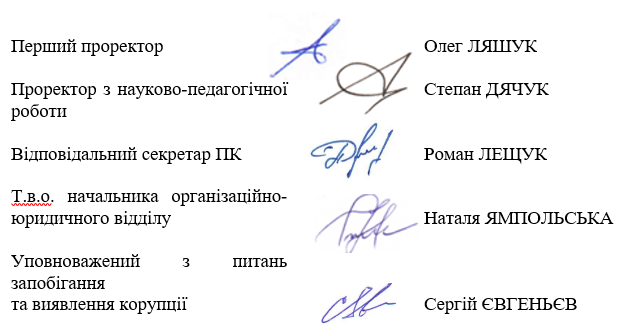 Перший проректор Олег ЛЯШУК
Проректор з науково-педагогічної Степан ДЯЧУК
роботи
Відповідальний секретар ПК Роман ЛЕЩУК
Т.в.о. начальника організаційно-
юридичного відділу Наталя ЯМПОЛЬСЬКА
Уповноважений з питань
запобігання
та виявлення корупції Сергій ЄВГЕНЬЄВ